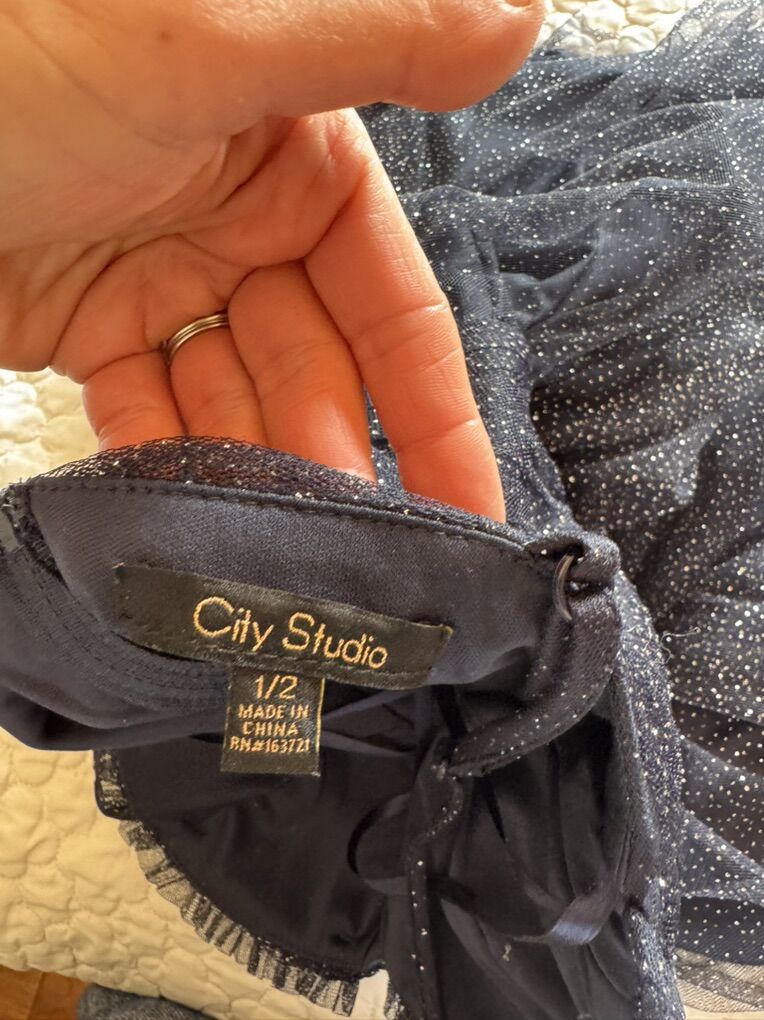 City Studio
1/2
MADE IN
CHINA
RN#163721